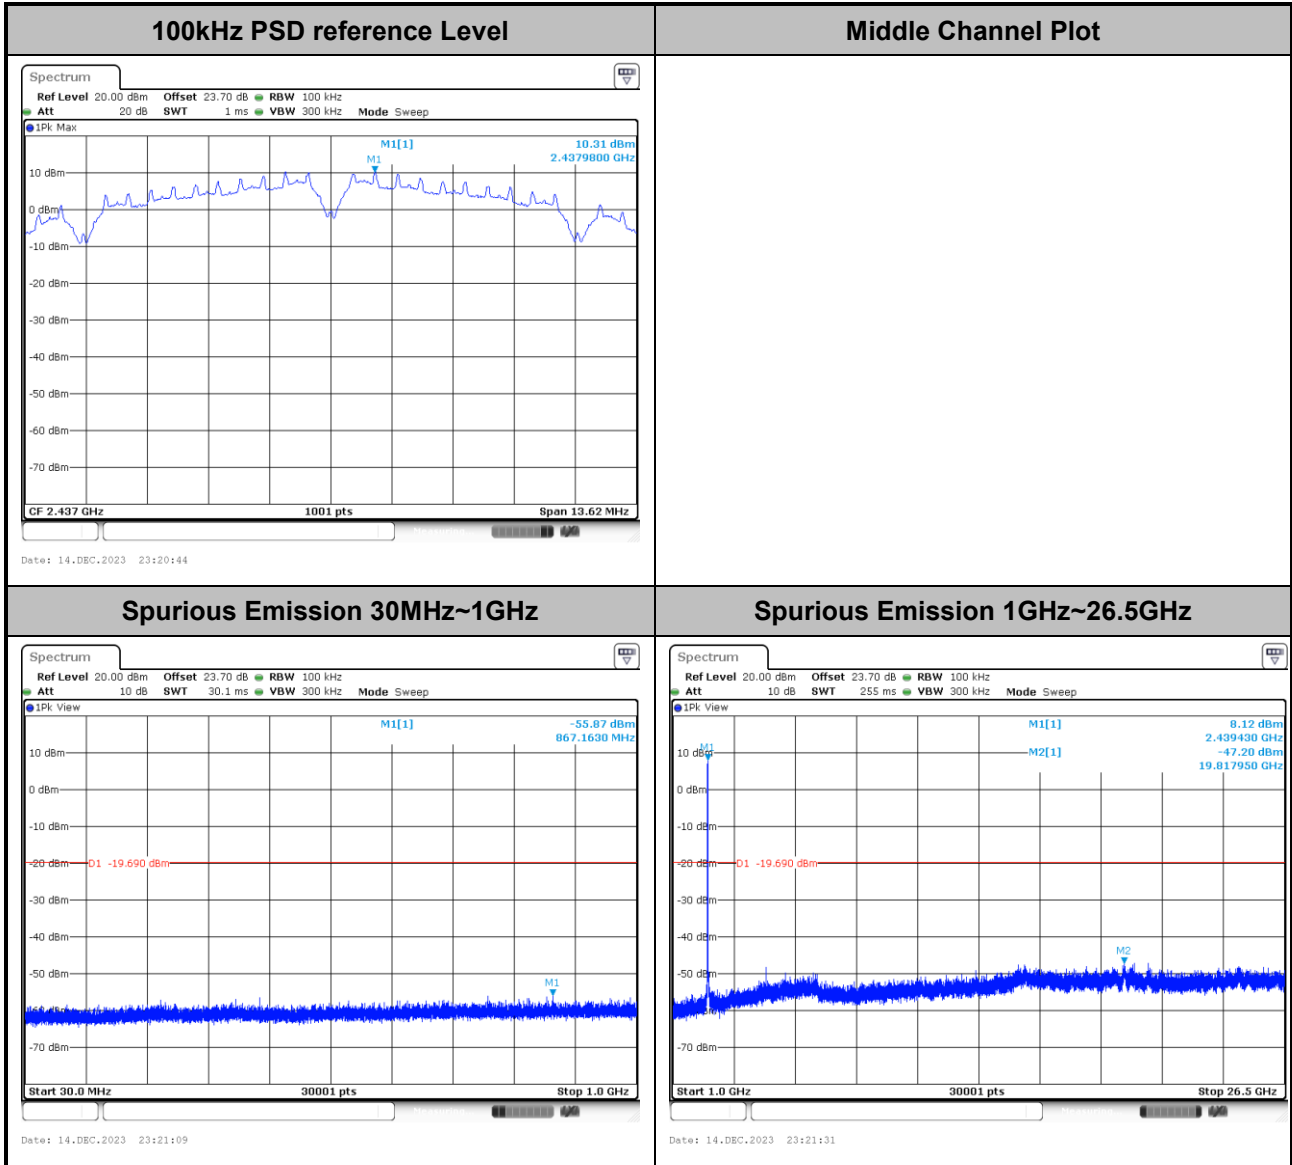 100kHz PSD reference Level
Middle Channel Plot
Spectrum
Ref Level 20.00 dBm Offset 23.70 dB RBW 100 kHz
Att 20 dB SWT 1 ms VBW 300 kHz Mode Sweep
1Pk Max
M1[1] 10.31 dBm
2.4379800 GHz
M1
10 dBm
0 dBm
-10 dBm
-20 dBm
-30 dBm
-40 dBm
-50 dBm
-60 dBm
-70 dBm
CF 2.437 GHz 1001 pts Span 13.62 MHz
Date: 14.DEC.2023 23:20:44
Spurious Emission 30MHz~1GHz
Spurious Emission 1GHz~26.5GHz
Spectrum
Ref Level 20.00 dBm Offset 23.70 dB RBW 100 kHz
Att 10 dB SWT 30.1 ms VBW 300 kHz Mode Sweep
1Pk View
M1[1] -55.87 dBm
867.1630 MHz
10 dBm
0 dBm
-10 dBm
-20 dBm
D1 -19.690 dBm
-30 dBm
-40 dBm
-50 dBm
M1
-70 dBm
Start 30.0 MHz 30001 pts Stop 1.0 GHz
Date: 14.DEC.2023 23:21:09
Spectrum
Ref Level 20.00 dBm Offset 23.70 dB RBW 100 kHz
Att 10 dB SWT 255 ms VBW 300 kHz Mode Sweep
1Pk View
M1[1] 8.12 dBm
2.439430 GHz
M1
10 dBm
M2[1] -47.20 dBm
19.817950 GHz
0 dBm
-10 dBm
-20 dBm
D1 -19.690 dBm
-30 dBm
-40 dBm
M2
-50 dBm
-70 dBm
Start 1.0 GHz 30001 pts Stop 26.5 GHz
Date: 14.DEC.2023 23:21:31